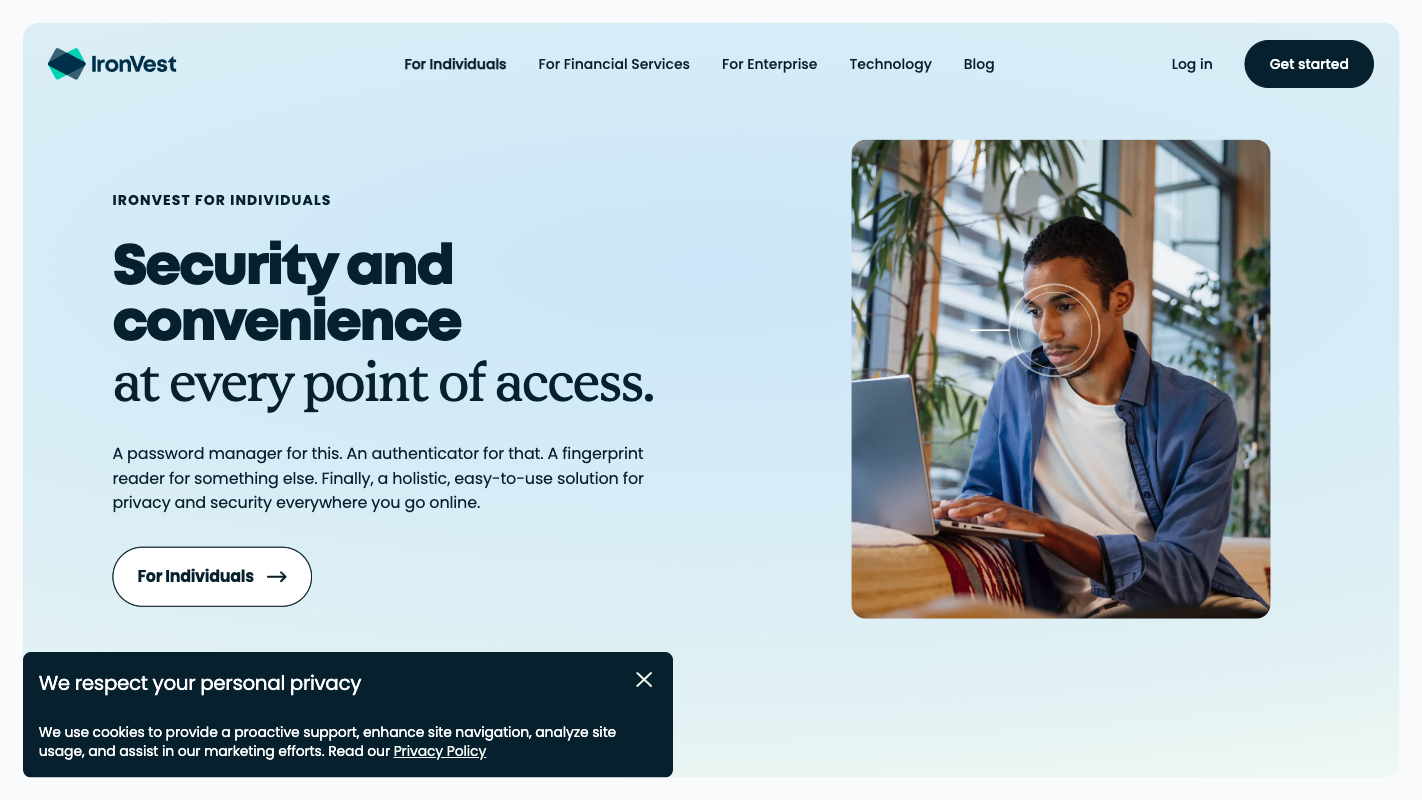 IronVest
For Individuals
For Financial Services
For Enterprise
Technology
Blog
Log in
Get started
IRONVEST FOR INDIVIDUALS
Security and
convenience
at every point of access.
A password manager for this. An authenticator for that. A fingerprint
reader for something else. Finally, a holistic, easy-to-use solution for
privacy and security everywhere you go online.
For Individuals
We respect your personal privacy
We use cookies to provide a proactive support, enhance site navigation, analyze site
usage, and assist in our marketing efforts. Read our Privacy Policy